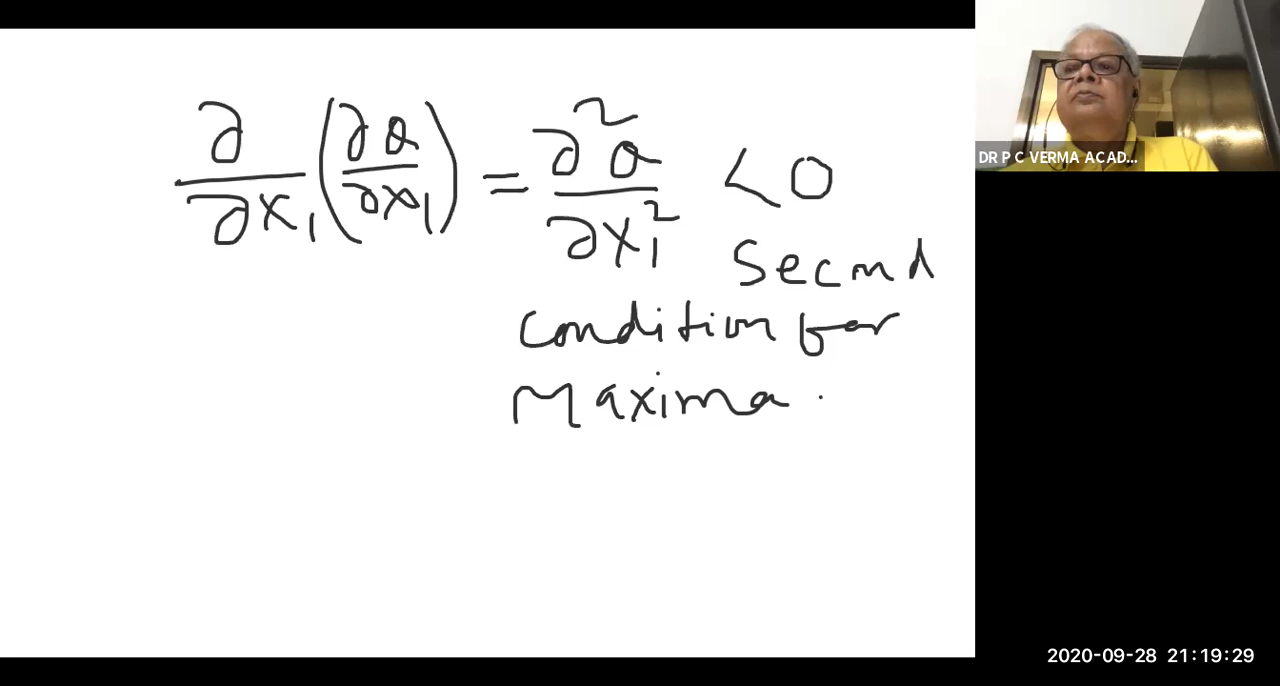 ∂/∂x₁ (∂Q/∂x₁) = ∂²Q/∂x₁² < 0
Second
condition for
Maxima .
DR P C VERMA ACAD...
2020-09-28 21:19:29